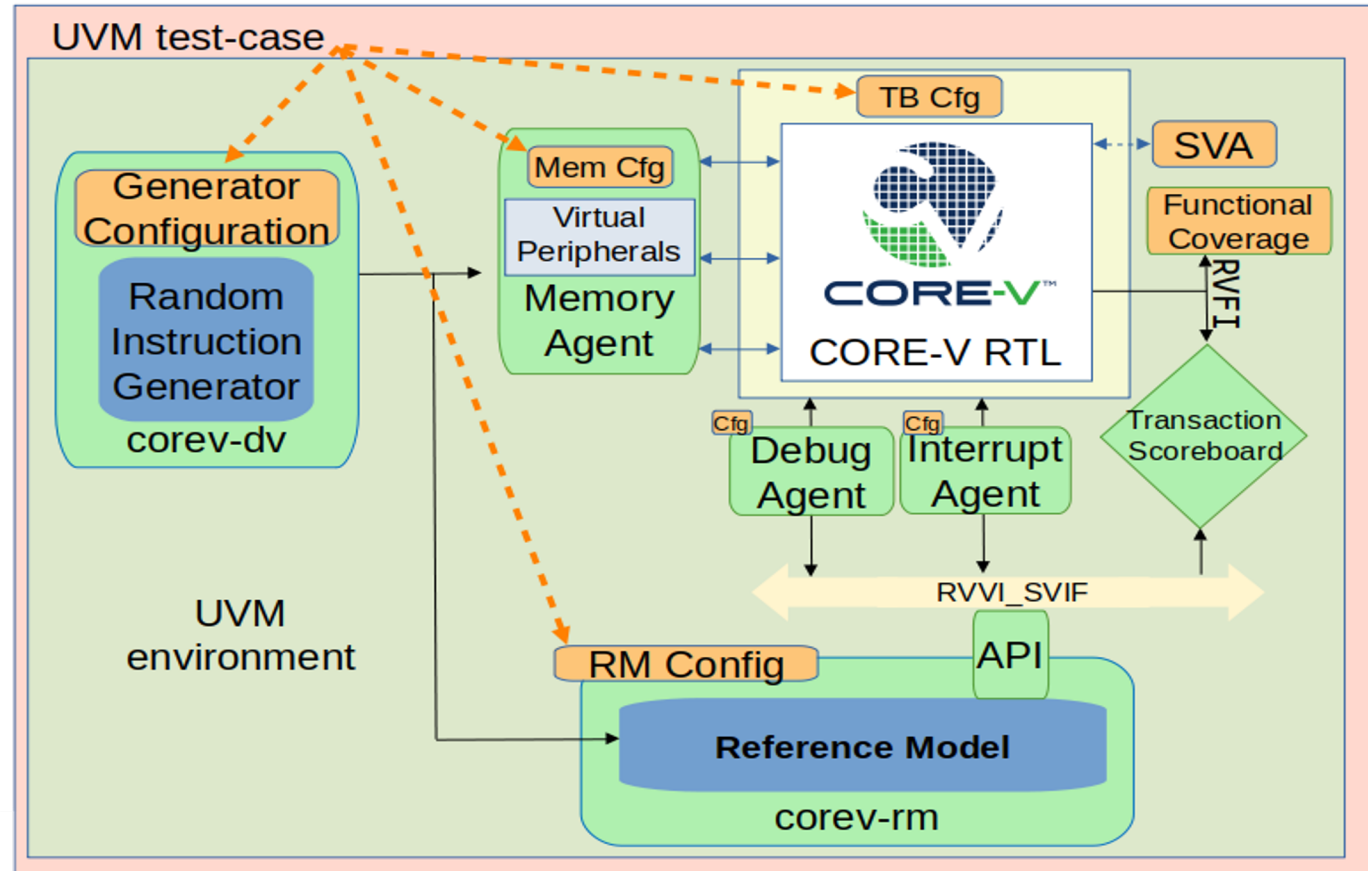 UVM test-case
TB Cfg
Generator
Configuration
Random
Instruction
Generator
corev-dv
Mem Cfg
Virtual
Peripherals
Memory
Agent
CORE-V™
CORE-V RTL
SVA
Functional
Coverage
RVFI
Transaction
Scoreboard
Cfg
Debug
Agent
Cfg
Interrupt
Agent
RVVI_SVIF
UVM
environment
API
RM Config
Reference Model
corev-rm